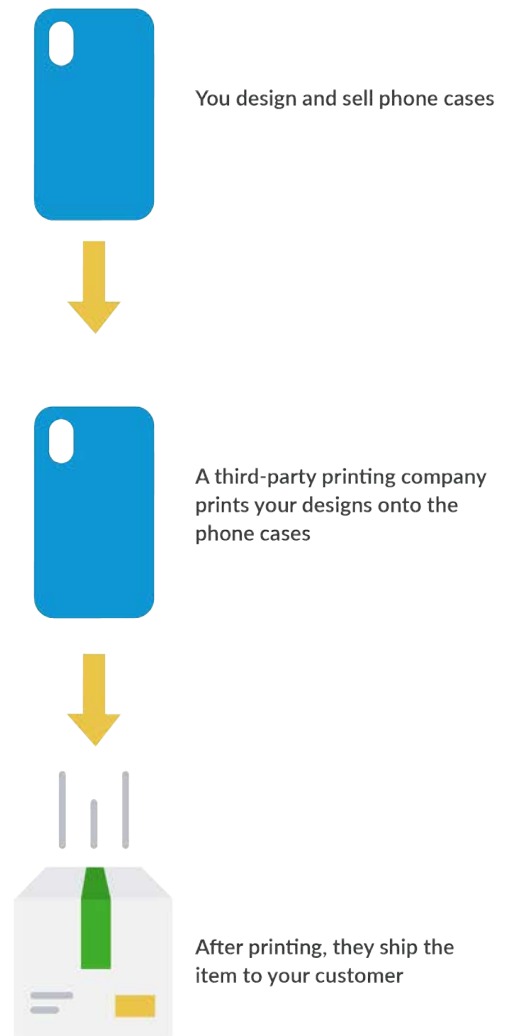 You design and sell phone cases
A third-party printing company
prints your designs onto the
phone cases
After printing, they ship the
item to your customer